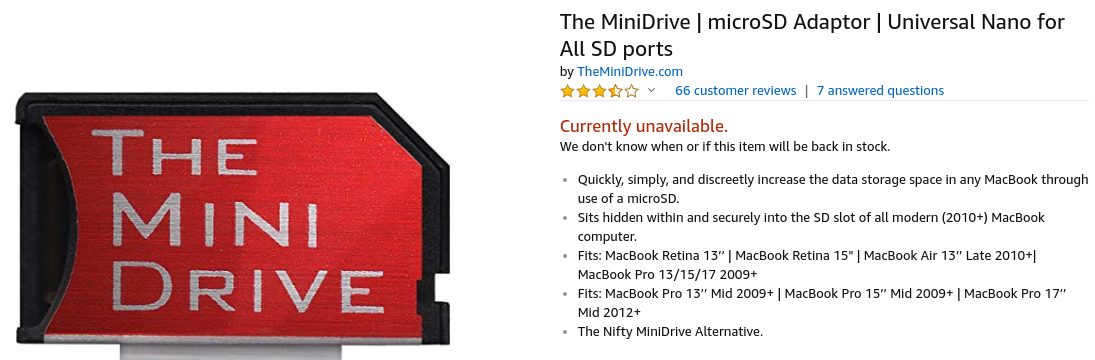 THE
MINI
DRIVE
The MiniDrive | microSD Adaptor | Universal Nano for
All SD ports
by TheMiniDrive.com
66 customer reviews | 7 answered questions
Currently unavailable.
We don't know when or if this item will be back in stock.
Quickly, simply, and discreetly increase the data storage space in any MacBook through
use of a microSD.
Sits hidden within and securely into the SD slot of all modern (2010+) MacBook
computer.
Fits: MacBook Retina 13′′ | MacBook Retina 15" | MacBook Air 13′′ Late 2010+|
MacBook Pro 13/15/17 2009+
Fits: MacBook Pro 13′′ Mid 2009+ | MacBook Pro 15′′ Mid 2009+ | MacBook Pro 17′′
Mid 2012+
The Nifty MiniDrive Alternative.